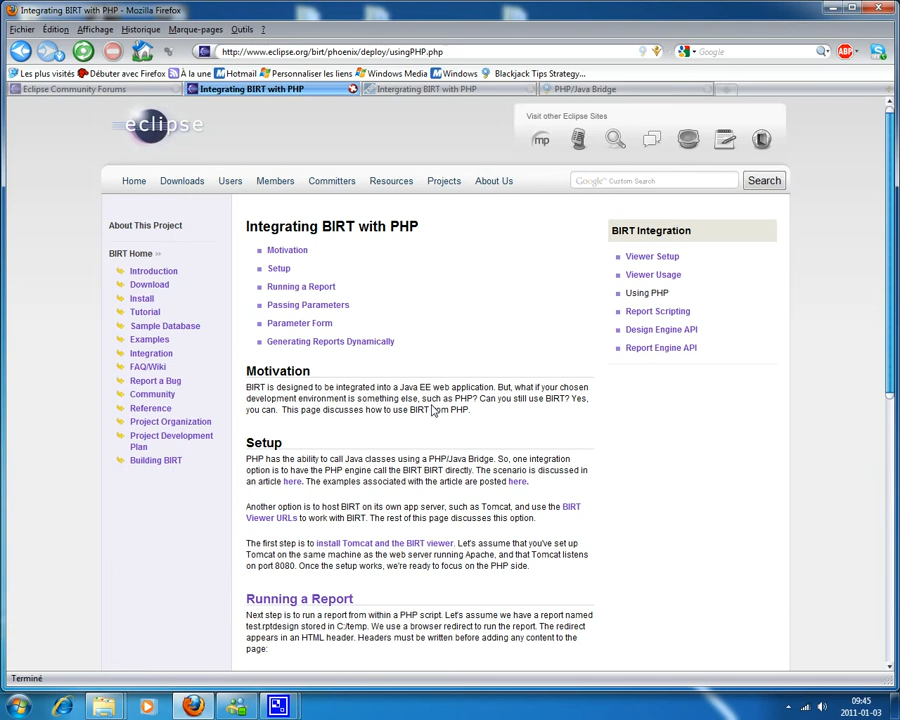 Integrating BIRT with PHP - Mozilla Firefox
Fichier Édition Affichage Historique Marque-pages Outils ?
http://www.eclipse.org/birt/phoenix/deploy/usingPHP.php
Google
ABP
Les plus visités Débuter avec Firefox À la une Hotmail Personnaliser les liens Windows Media Windows Blackjack Tips Strategy...
Eclipse Community Forums Integrating BIRT with PHP Intergrating BIRT with PHP PHP/Java Bridge
eclipse
Visit other Eclipse Sites
mp
Home Downloads Users Members Committers Resources Projects About Us
Google™ Custom Search
Search
About This Project
BIRT Home »
Introduction
Download
Install
Tutorial
Sample Database
Examples
Integration
FAQ/Wiki
Report a Bug
Community
Reference
Project Organization
Project Development
Plan
Building BIRT
Integrating BIRT with PHP
Motivation
Setup
Running a Report
Passing Parameters
Parameter Form
Generating Reports Dynamically
Motivation
BIRT is designed to be integrated into a Java EE web application. But, what if your chosen
development environment is something else, such as PHP? Can you still use BIRT? Yes,
you can. This page discusses how to use BIRT from PHP.
Setup
PHP has the ability to call Java classes using a PHP/Java Bridge. So, one integration
option is to have the PHP engine call the BIRT BIRT directly. The scenario is discussed in
an article here. The examples associated with the article are posted here.
Another option is to host BIRT on its own app server, such as Tomcat, and use the BIRT
Viewer URLs to work with BIRT. The rest of this page discusses this option.
The first step is to install Tomcat and the BIRT viewer. Let's assume that you've set up
Tomcat on the same machine as the web server running Apache, and that Tomcat listens
on port 8080. Once the setup works, we're ready to focus on the PHP side.
Running a Report
Next step is to run a report from within a PHP script. Let's assume we have a report named
test.rptdesign stored in C:/temp. We use a browser redirect to run the report. The redirect
appears in an HTML header. Headers must be written before adding any content to the
page:
BIRT Integration
Viewer Setup
Viewer Usage
Using PHP
Report Scripting
Design Engine API
Report Engine API
Terminé
09:45
2011-01-03